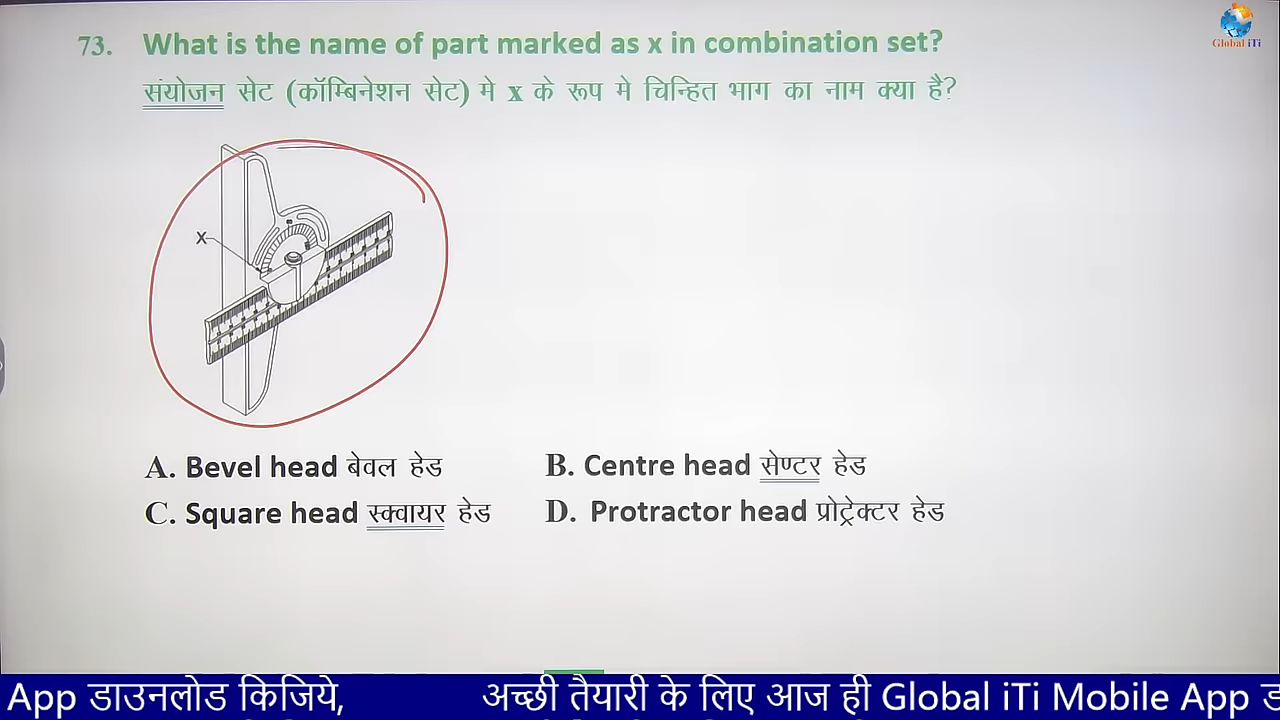 Global iTi
73. What is the name of part marked as x in combination set?
संयोजन सेट (कॉम्बिनेशन सेट) मे x के रूप मे चिन्हित भाग का नाम क्या है?
X
A. Bevel head बेवल हेड
B. Centre head सेण्टर हेड
C. Square head स्क्वायर हेड
D. Protractor head प्रोट्रेक्टर हेड
App डाउनलोड किजिये, अच्छी तैयारी के लिए आज ही Global iTi Mobile App ड